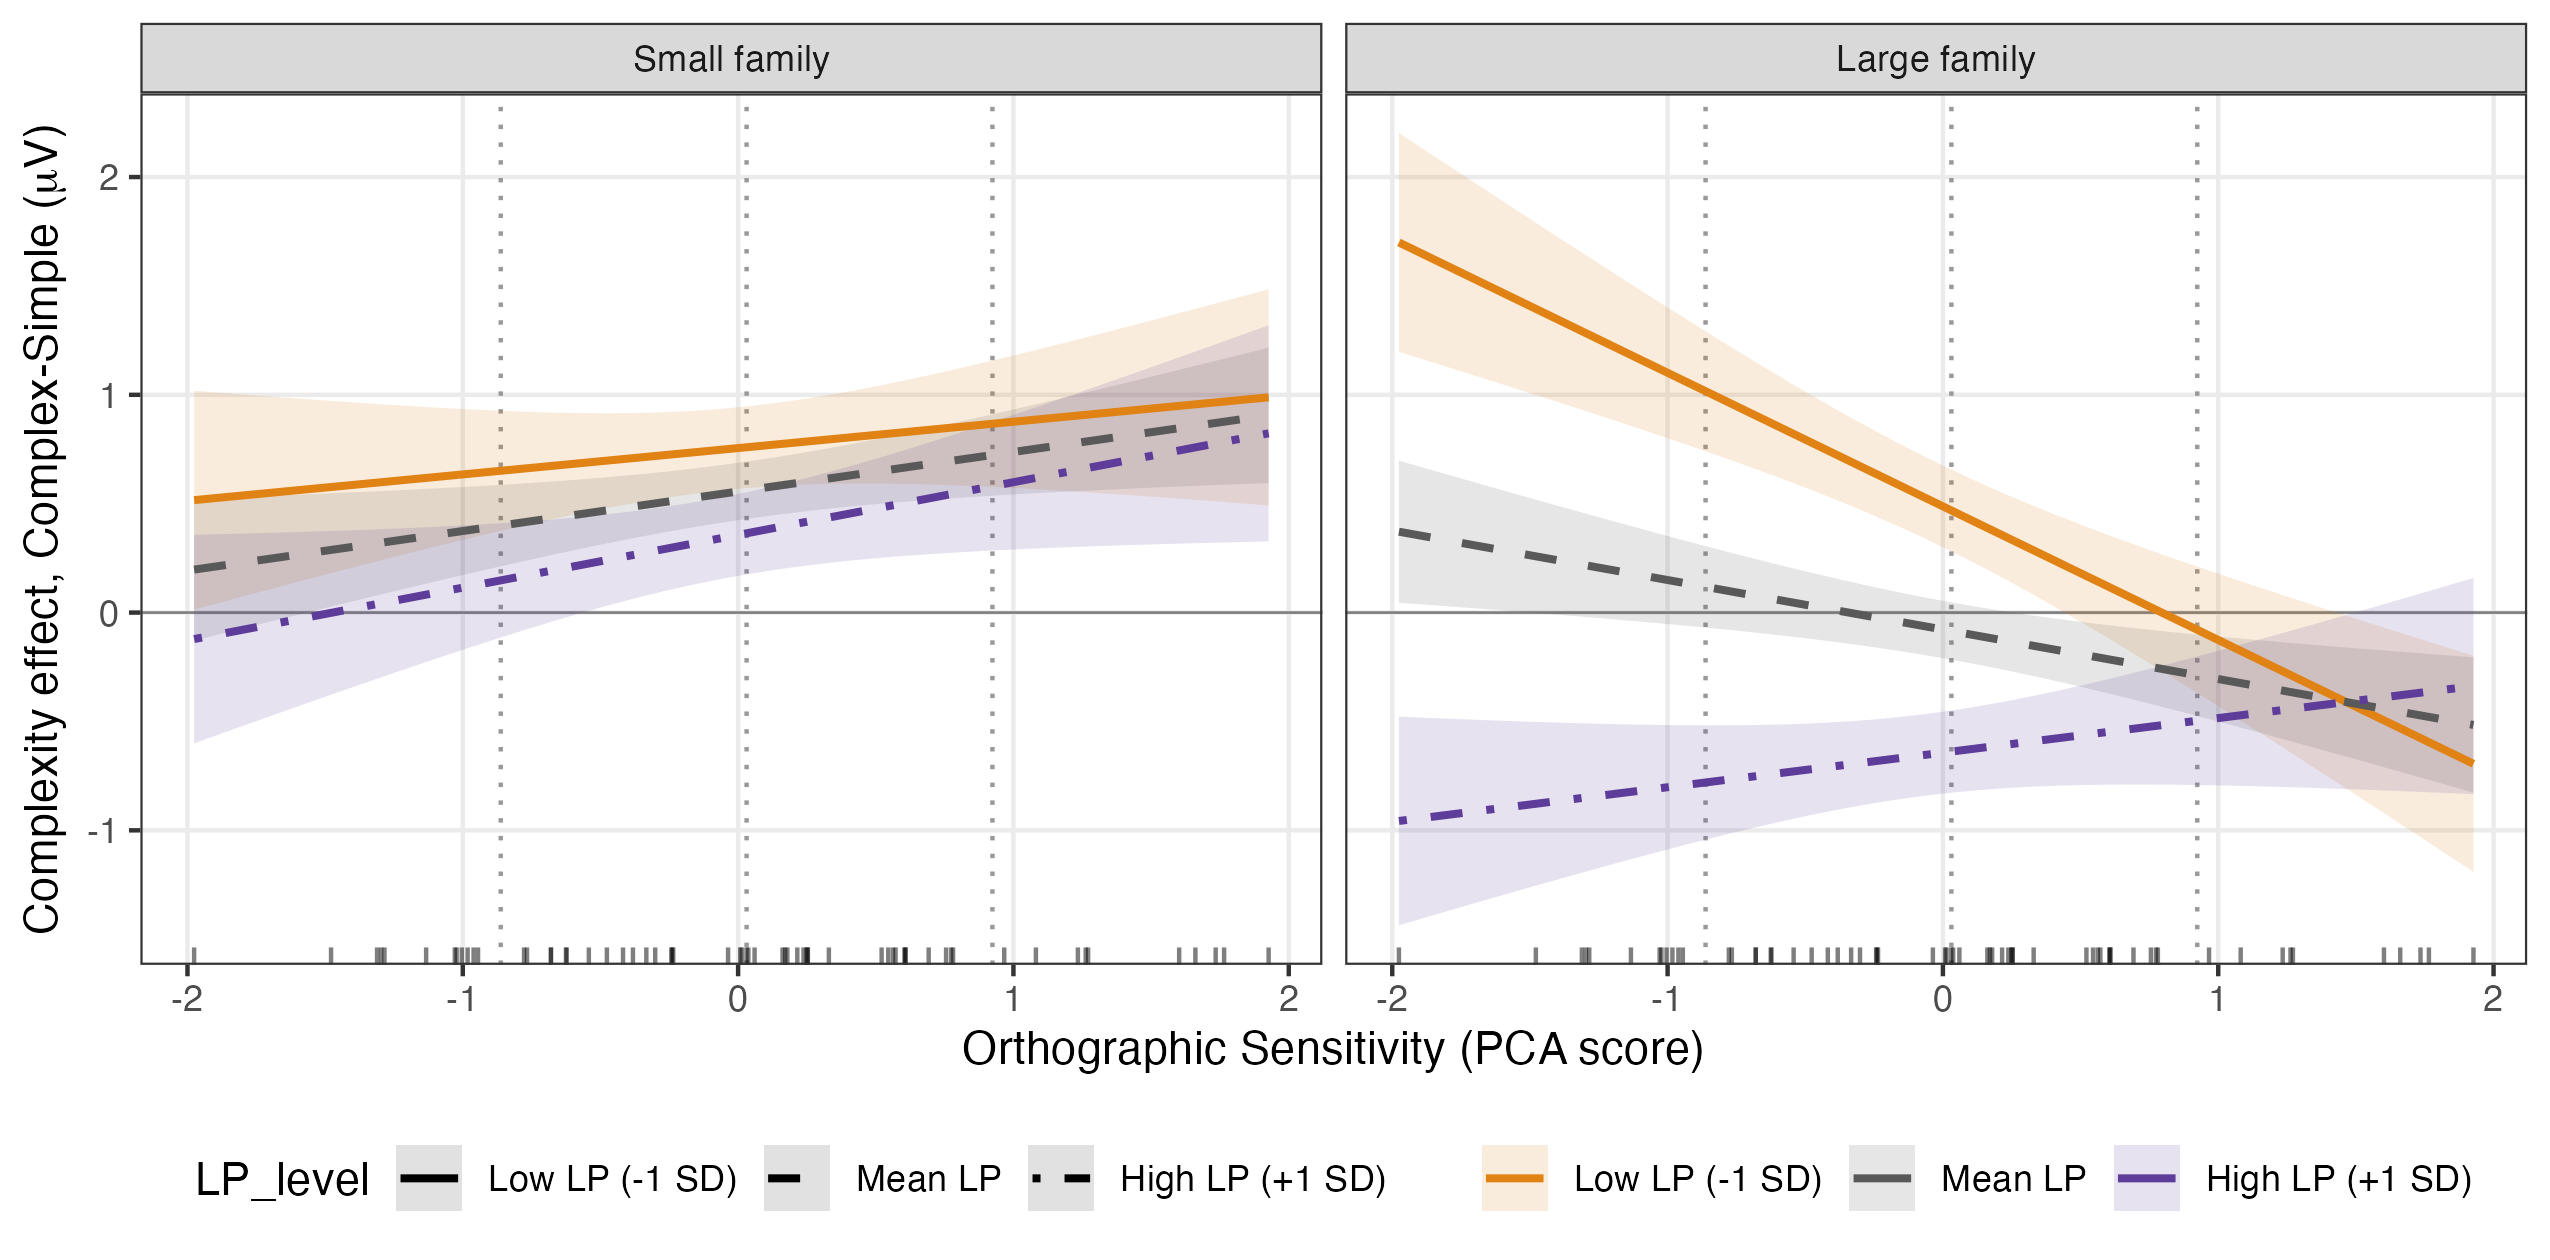 Small family
Large family
Complexity effect, Complex-Simple (μV)
2
1
0
-1
-2 -1 0 1 2
-2 -1 0 1 2
Orthographic Sensitivity (PCA score)
LP_level Low LP (-1 SD) Mean LP High LP (+1 SD) Low LP (-1 SD) Mean LP High LP (+1 SD)